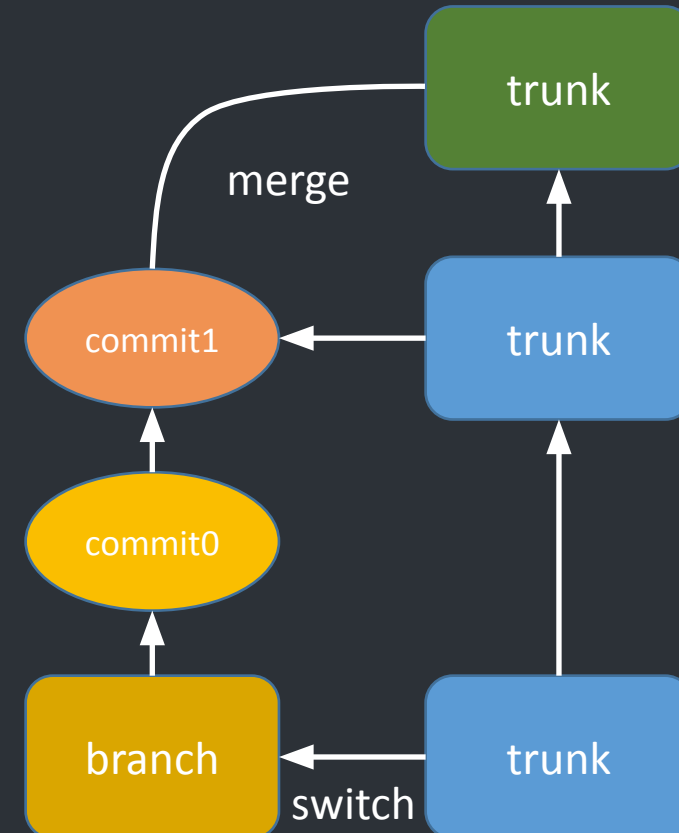 trunk
merge
commit1
trunk
commit0
branch
trunk
switch